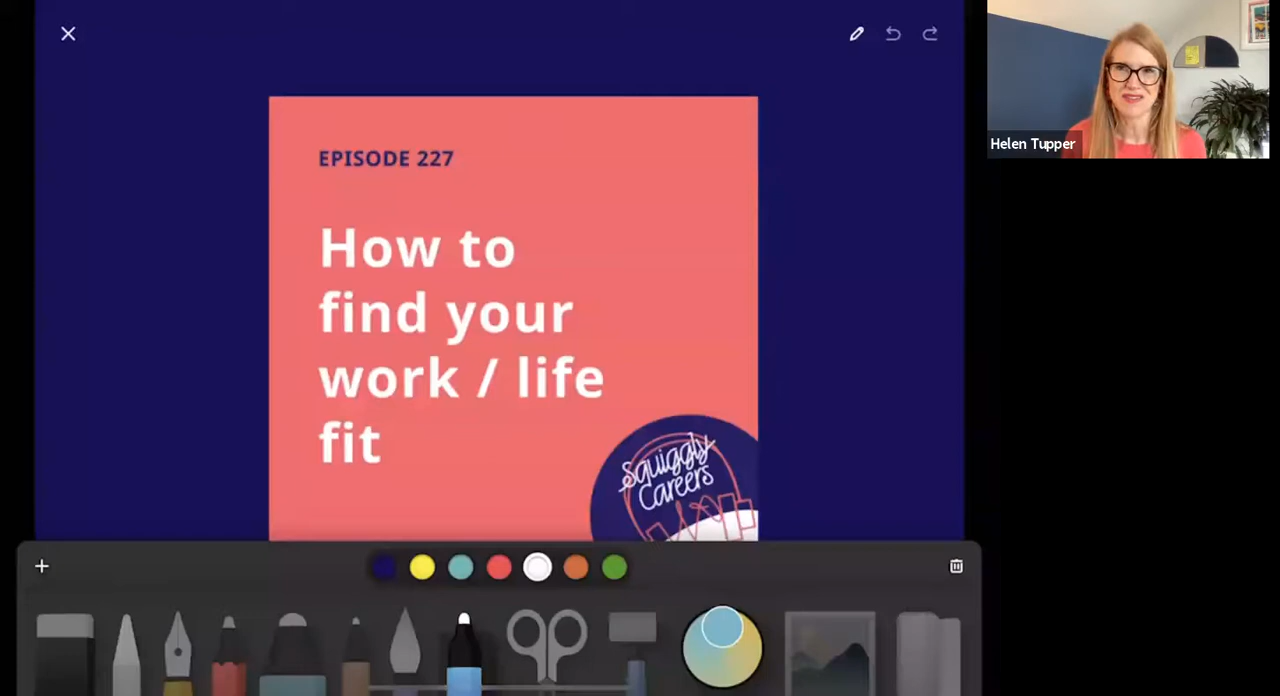 EPISODE 227
How to
find your
work / life
fit
Squiggly
Careers
Helen Tupper